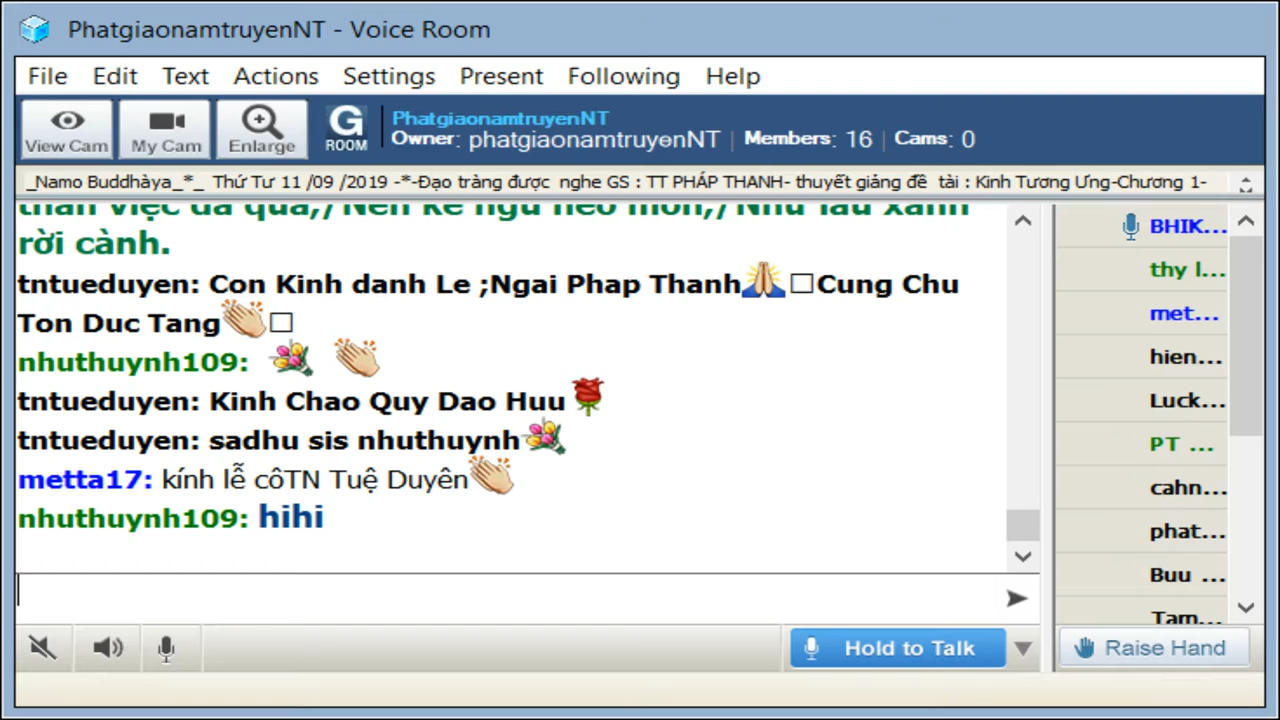 PhatgiaonamtruyenNT - Voice Room
File Edit Text Actions Settings Present Following Help
View Cam My Cam Enlarge G ROOM
PhatgiaonamtruyenNT
Owner: phatgiaonamtruyenNT | Members: 16 | Cams: 0
_Namo Buddhàya_*_ Thứ Tư 11 /09 /2019 -*-Đạo tràng được nghe GS : TT PHÁP THANH- thuyết giảng đề tài : Kinh Tương Ưng-Chương 1-
rời cành.
tntueduyen: Con Kinh danh Le ;Ngai Phap Thanh🙏□Cung Chu
Ton Duc Tang👏□
nhuthuynh109: 💐 👏
tntueduyen: Kinh Chao Quy Dao Huu🌹
tntueduyen: sadhu sis nhuthuynh💐
metta17: kính lễ côTN Tuệ Duyên👏
nhuthuynh109: hihi
BHIK...
thy l...
met...
hien...
Luck...
PT ...
cahn...
phat...
Buu ...
Tam...
Hold to Talk
Raise Hand